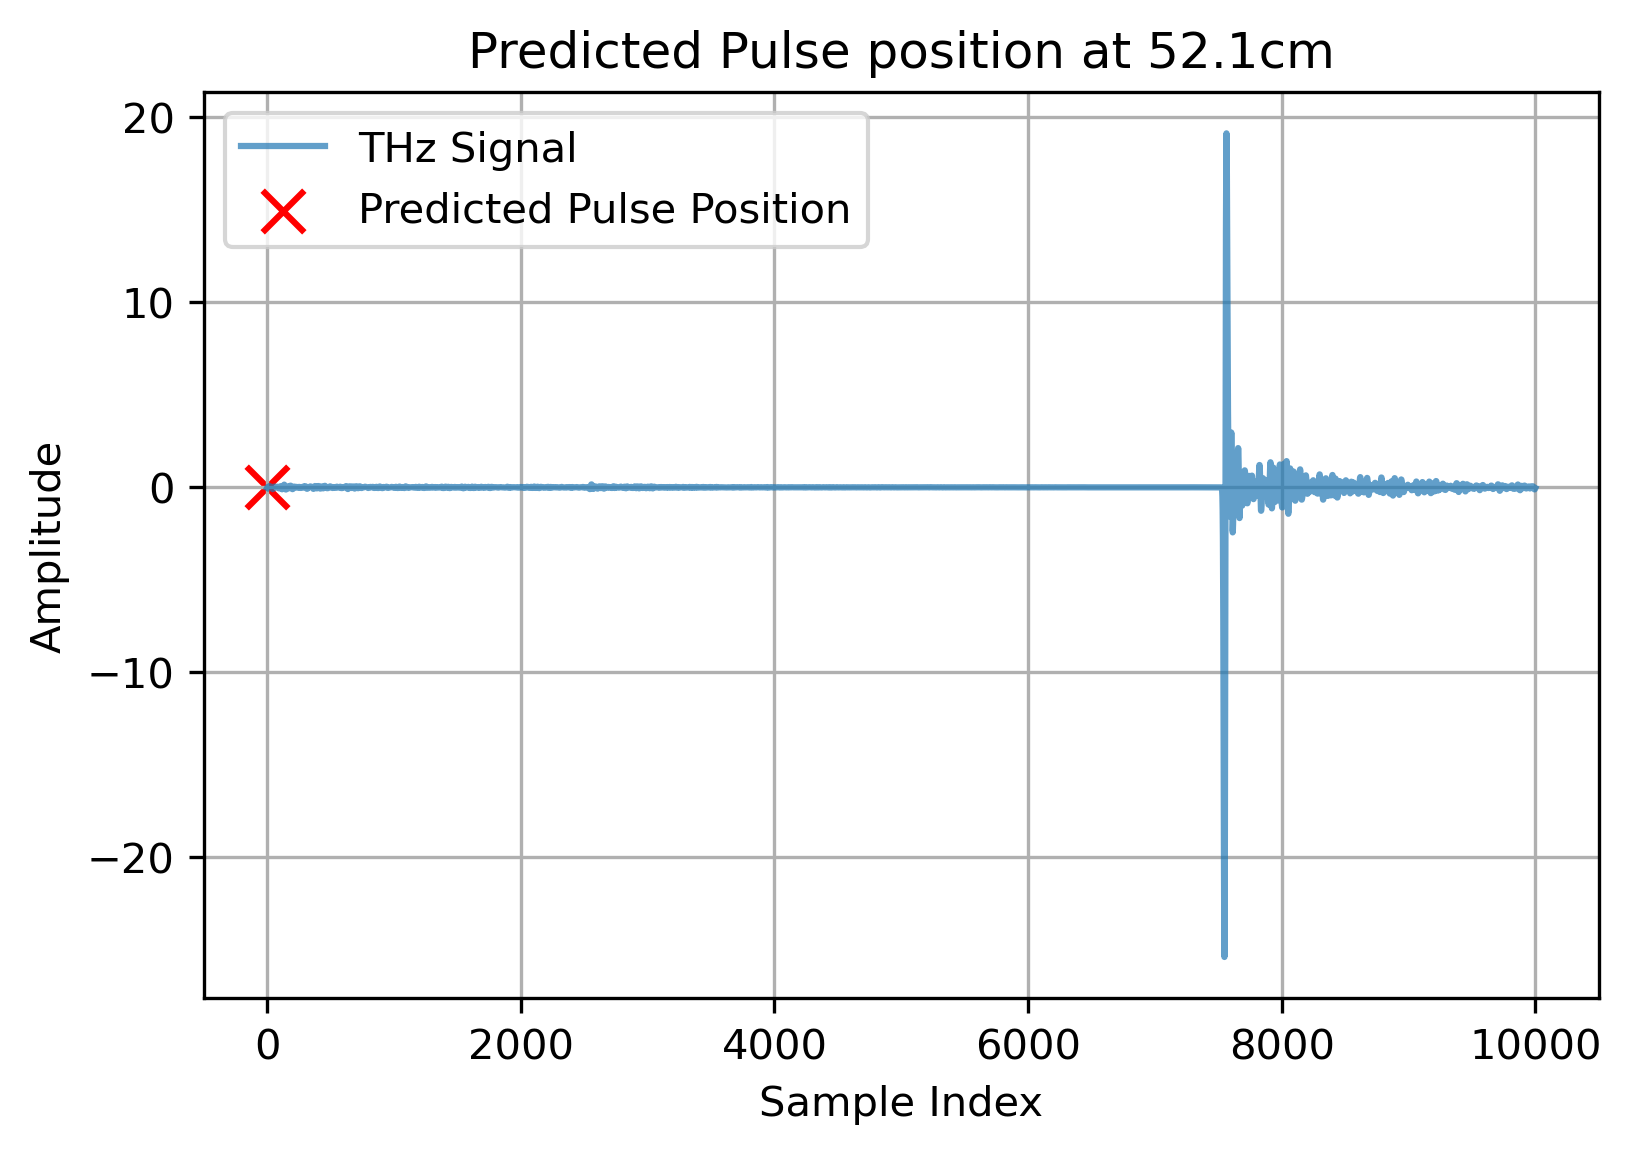 Predicted Pulse position at 52.1cm
THz Signal
Predicted Pulse Position
20
10
0
−10
−20
Amplitude
0 2000 4000 6000 8000 10000
Sample Index